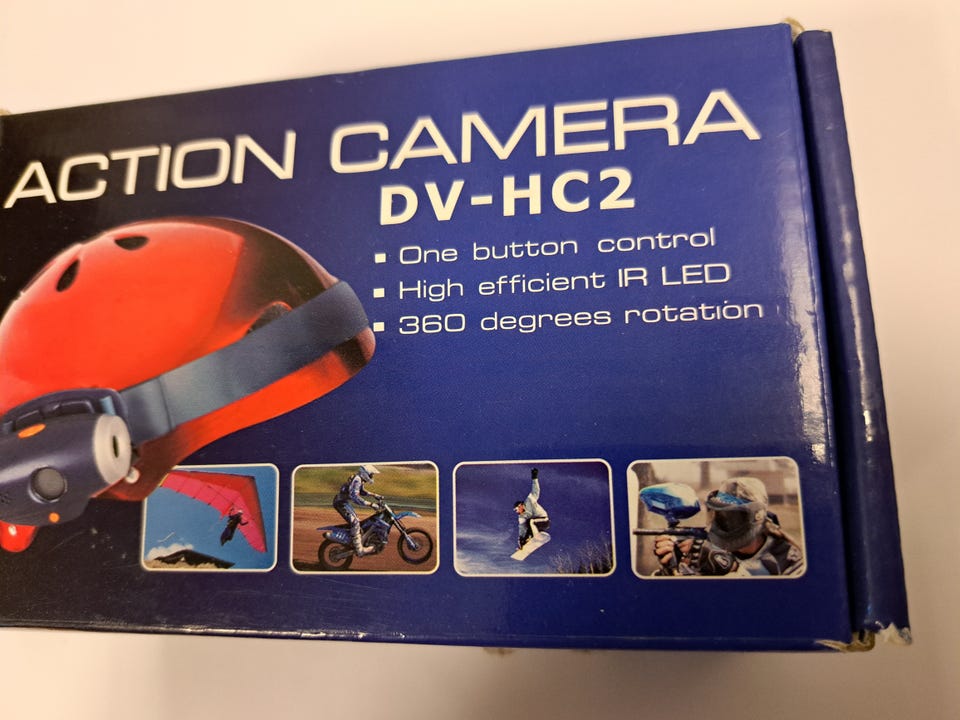 ACTION CAMERA
DV-HC2
▪ One button control
▪ High efficient IR LED
▪ 360 degrees rotation